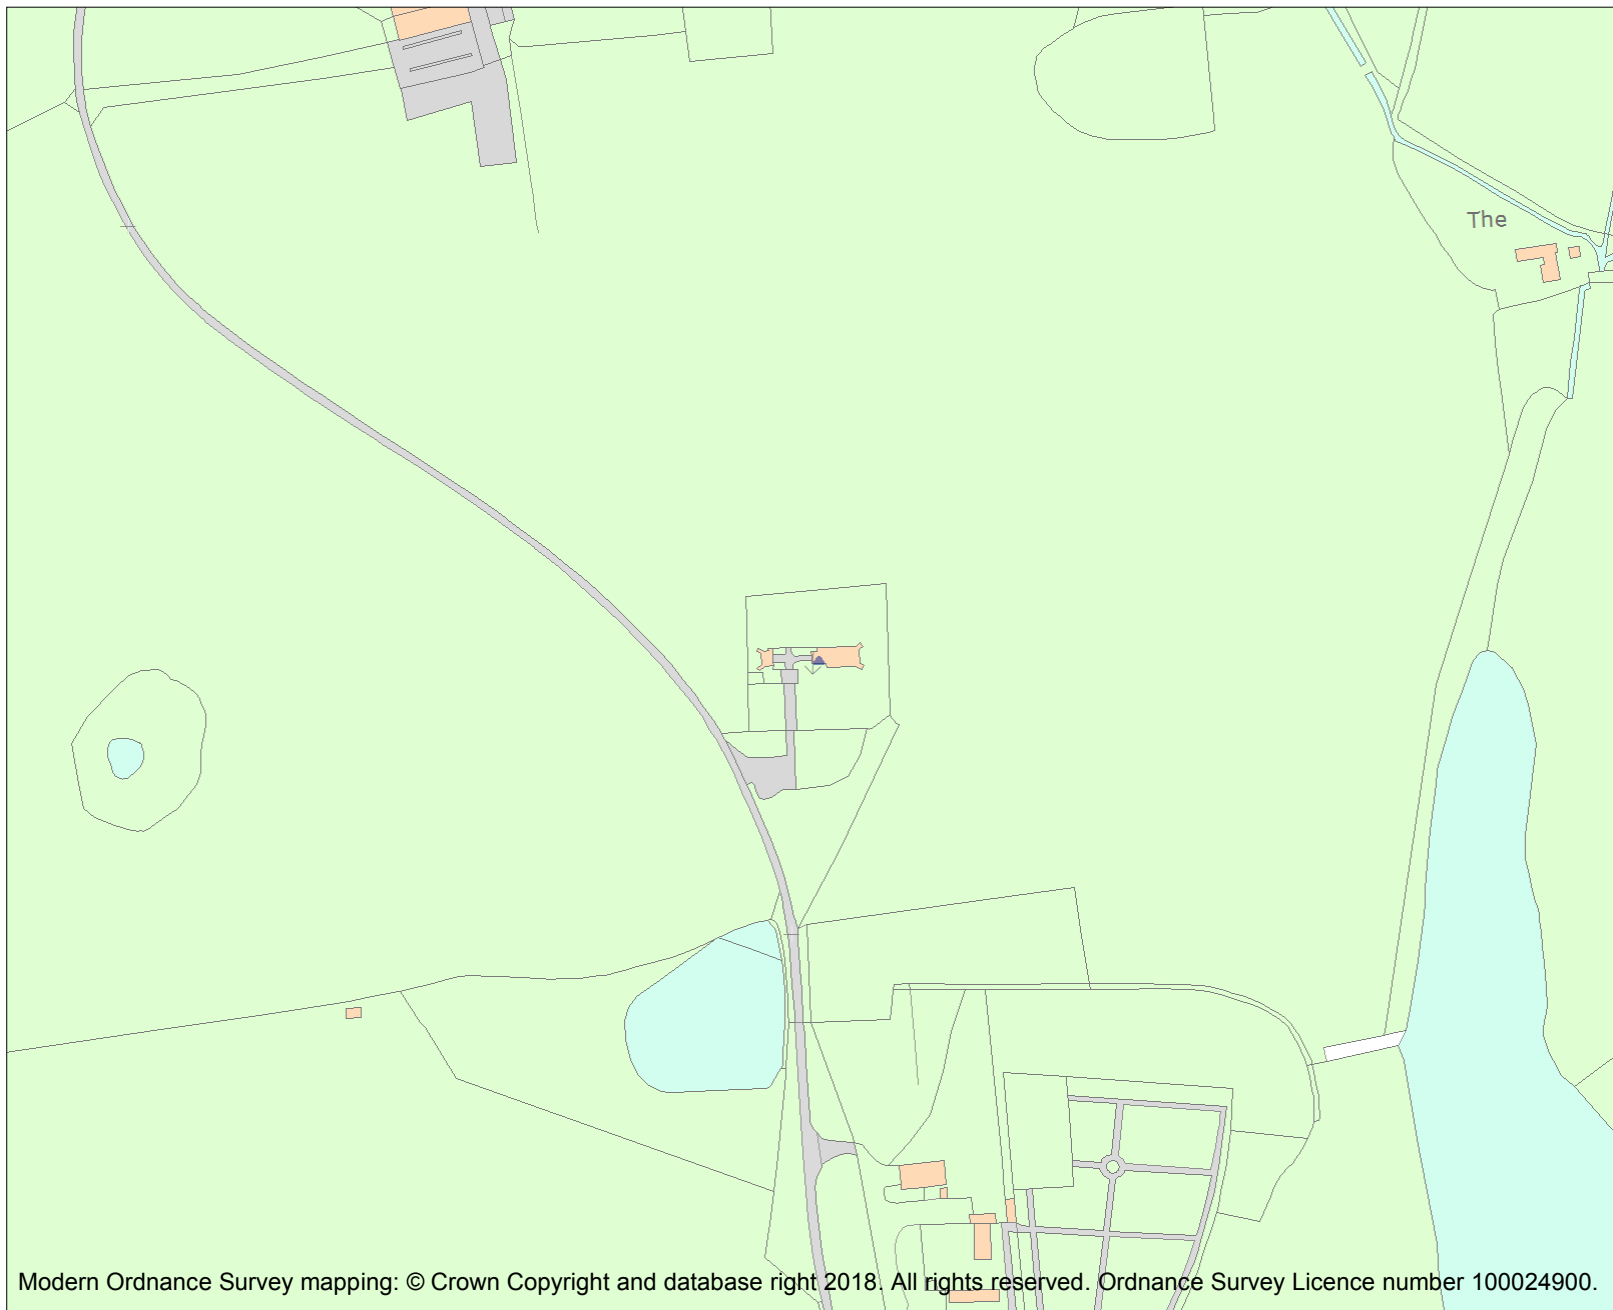 The
Modern Ordnance Survey mapping: © Crown Copyright and database right 2018. All rights reserved. Ordnance Survey Licence number 100024900.